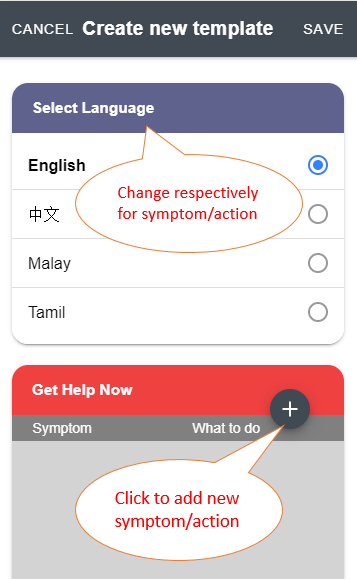 CANCEL Create new template SAVE
Select Language
English
Change respectively
for symptom/action
中文
Malay
Tamil
Get Help Now
Symptom What to do
Click to add new
symptom/action